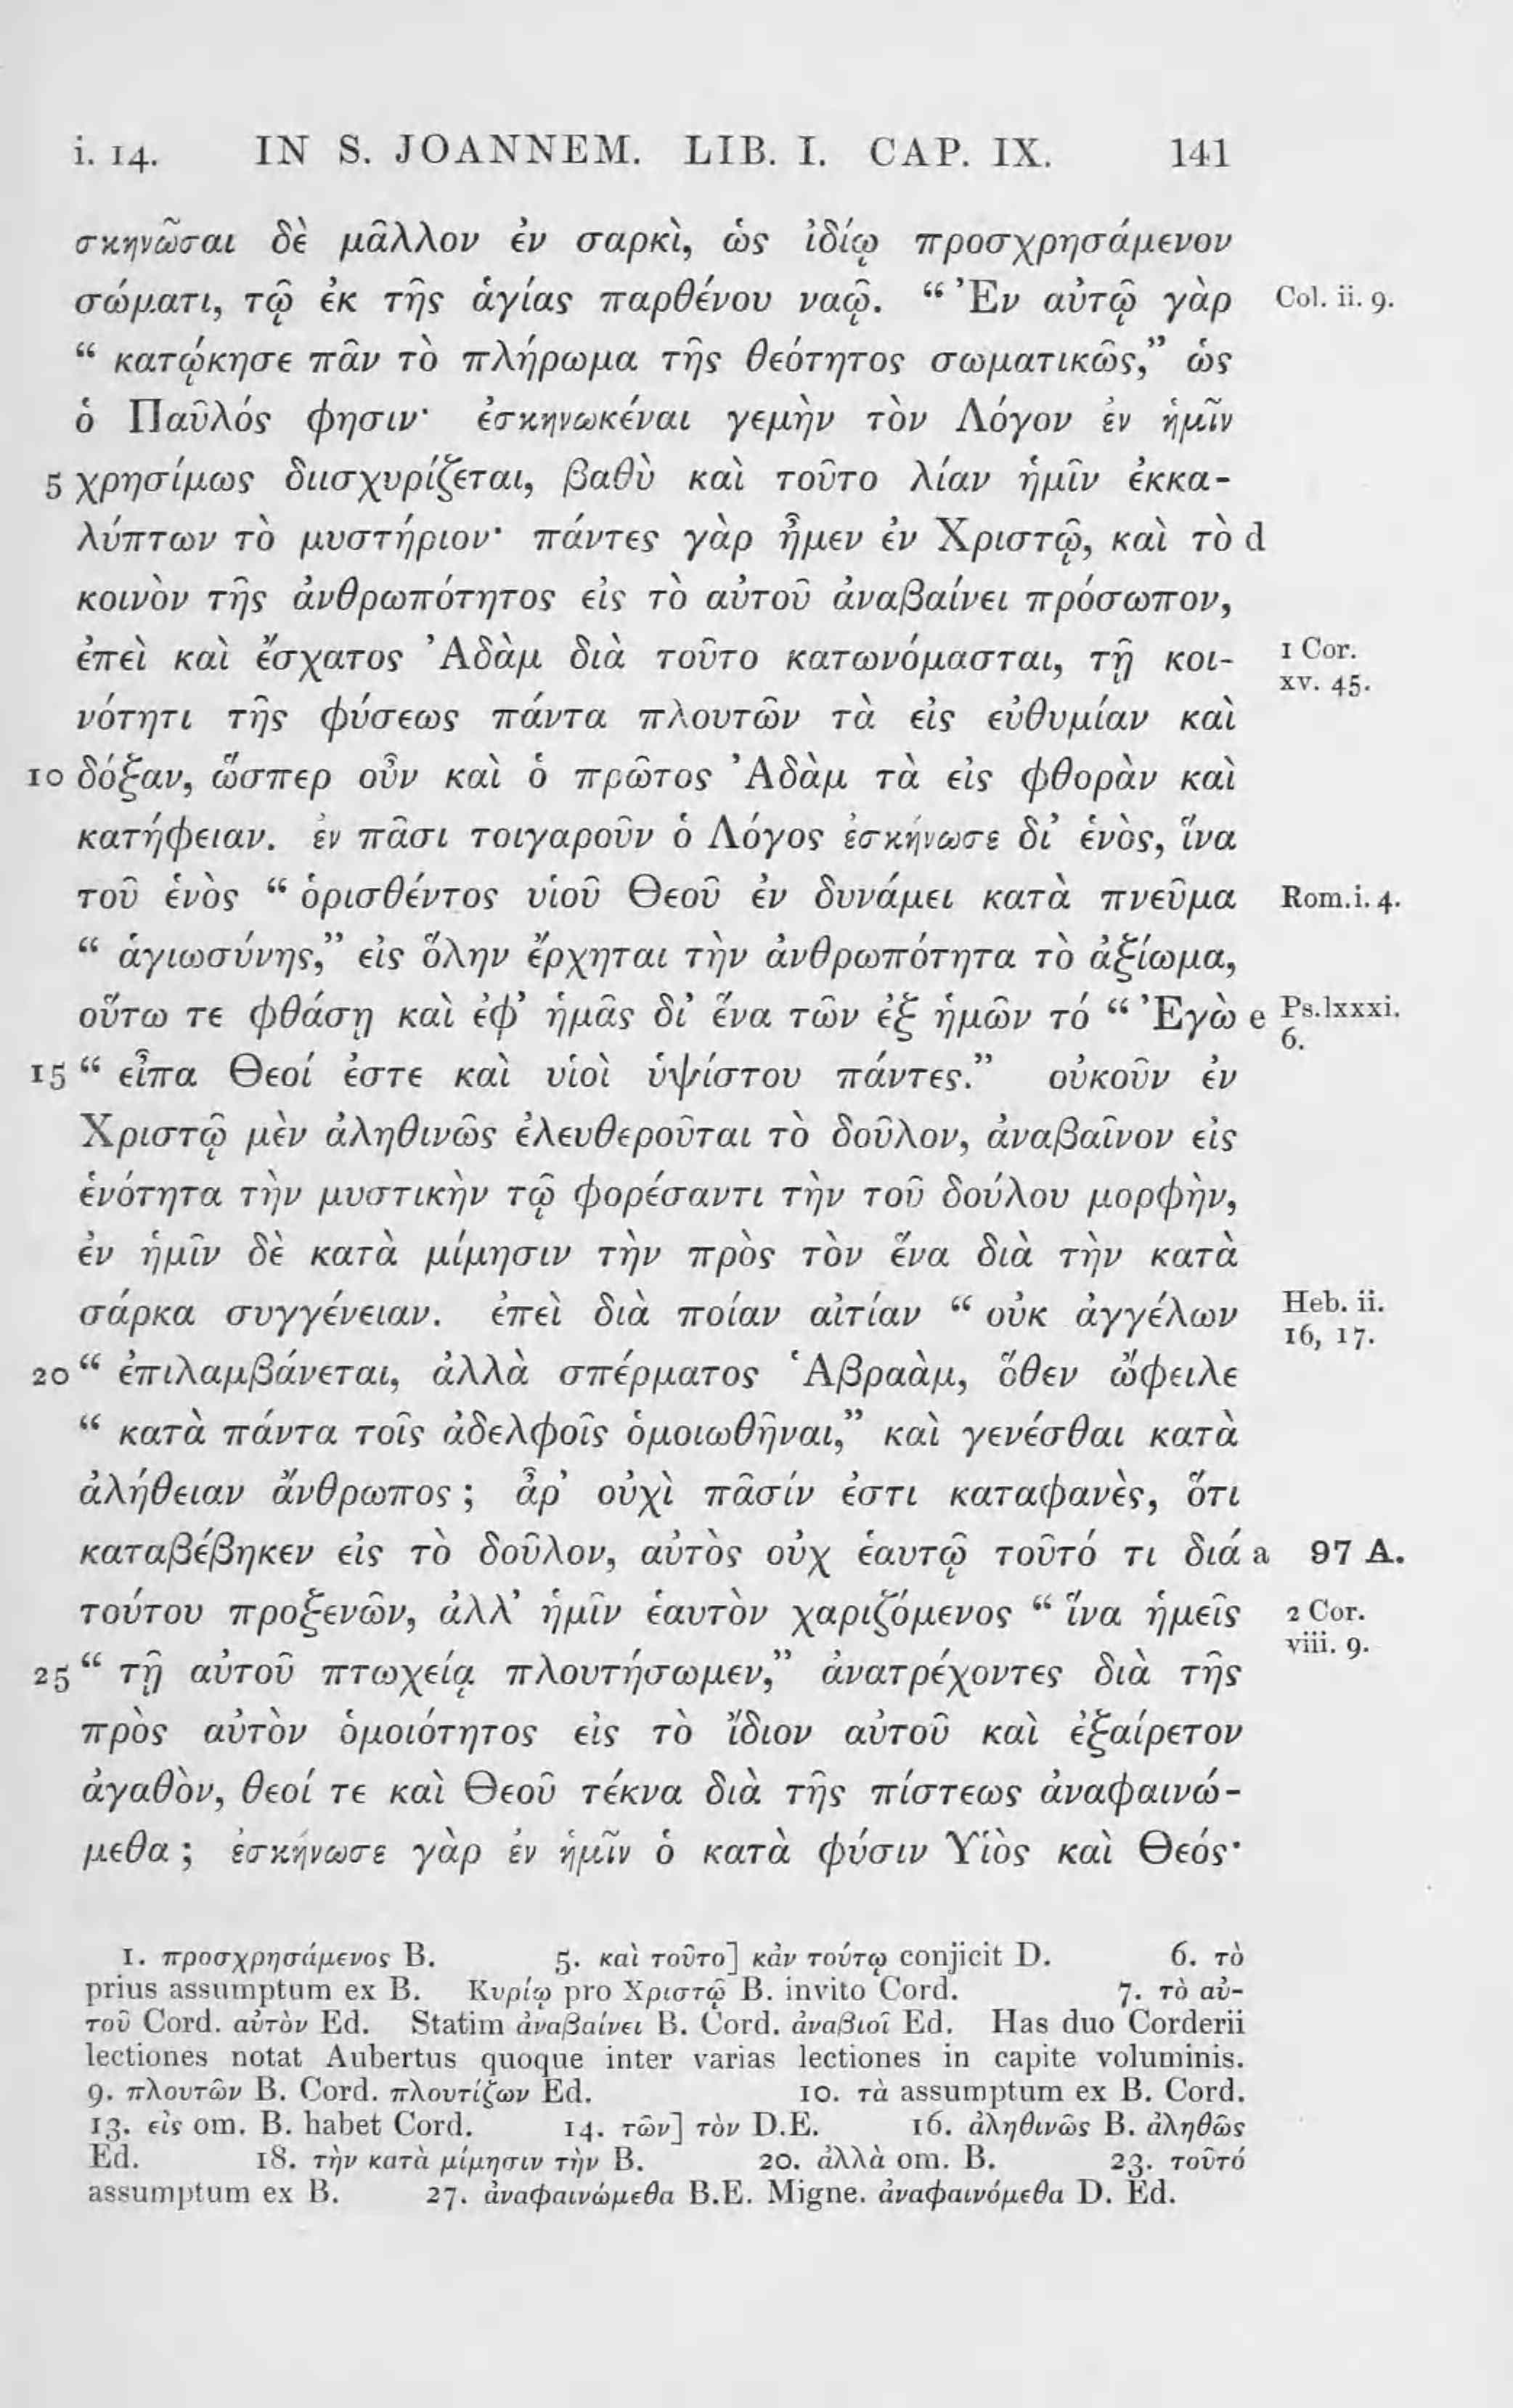 i. 14. IN S. JOANNEM. LIB. I. CAP. IX. 141
σκηνῶσαι δὲ μᾶλλον ἐν σαρκὶ, ὡς ἰδίῳ προσχρησάμενον
σώματι, τῷ ἐκ τῆς ἁγίας παρθένου ναῷ. “ Ἐν αὐτῷ γὰρ Col. ii. 9.
“ κατῴκησε πᾶν τὸ πλήρωμα τῆς θεότητος σωματικῶς,” ὡς
ὁ Παῦλός φησιν· ἐσκηνωκέναι γεμὴν τὸν Λόγον ἐν ἡμῖν
5 χρησίμως διισχυρίζεται, βαθὺ καὶ τοῦτο λίαν ἡμῖν ἐκκα-
λύπτων τὸ μυστήριον· πάντες γὰρ ἦμεν ἐν Χριστῷ, καὶ τὸ d
κοινὸν τῆς ἀνθρωπότητος εἰς τὸ αὐτοῦ ἀναβαίνει πρόσωπον,
ἐπεὶ καὶ ἔσχατος Ἀδὰμ διὰ τοῦτο κατωνόμασται, τῇ κοι- 1 Cor.
xv. 45.
νότητι τῆς φύσεως πάντα πλουτῶν τὰ εἰς εὐθυμίαν καὶ
10 δόξαν, ὥσπερ οὖν καὶ ὁ πρῶτος Ἀδὰμ τὰ εἰς φθορὰν καὶ
κατήφειαν. ἐν πᾶσι τοιγαροῦν ὁ Λόγος ἐσκήνωσε δι’ ἑνὸς, ἵνα
τοῦ ἑνὸς “ ὁρισθέντος υἱοῦ Θεοῦ ἐν δυνάμει κατὰ πνεῦμα Rom. i. 4.
“ ἁγιωσύνης,” εἰς ὅλην ἔρχηται τὴν ἀνθρωπότητα τὸ ἀξίωμα,
οὕτω τε φθάσῃ καὶ ἐφ’ ἡμᾶς δι’ ἕνα τῶν ἐξ ἡμῶν τό “ Ἐγὼ e Ps. lxxxi.
6.
15 “ εἶπα Θεοί ἐστε καὶ υἱοὶ ὑψίστου πάντες.” οὐκοῦν ἐν
Χριστῷ μὲν ἀληθινῶς ἐλευθεροῦται τὸ δοῦλον, ἀναβαῖνον εἰς
ἑνότητα τὴν μυστικὴν τῷ φορέσαντι τὴν τοῦ δούλου μορφὴν,
ἐν ἡμῖν δὲ κατὰ μίμησιν τὴν πρὸς τὸν ἕνα διὰ τὴν κατὰ
σάρκα συγγένειαν. ἐπεὶ διὰ ποίαν αἰτίαν “ οὐκ ἀγγέλων Heb. ii.
16, 17.
20 “ ἐπιλαμβάνεται, ἀλλὰ σπέρματος Ἁβραὰμ, ὅθεν ὤφειλε
“ κατὰ πάντα τοῖς ἀδελφοῖς ὁμοιωθῆναι,” καὶ γενέσθαι κατὰ
ἀλήθειαν ἄνθρωπος ; ἆρ’ οὐχὶ πᾶσίν ἐστι καταφανὲς, ὅτι
καταβέβηκεν εἰς τὸ δοῦλον, αὐτὸς οὐχ ἑαυτῷ τοῦτό τι διά a 97 A.
τούτου προξενῶν, ἀλλ’ ἡμῖν ἑαυτὸν χαριζόμενος “ ἵνα ἡμεῖς 2 Cor.
viii. 9.
25 “ τῇ αὐτοῦ πτωχείᾳ πλουτήσωμεν,” ἀνατρέχοντες διὰ τῆς
πρὸς αὐτὸν ὁμοιότητος εἰς τὸ ἴδιον αὐτοῦ καὶ ἐξαίρετον
ἀγαθὸν, θεοί τε καὶ Θεοῦ τέκνα διὰ τῆς πίστεως ἀναφαινώ-
μεθα ; ἐσκήνωσε γὰρ ἐν ἡμῖν ὁ κατὰ φύσιν Υἱὸς καὶ Θεός·
1. προσχρησάμενος B. 5. καὶ τοῦτο] κἀν τούτῳ conjicit D. 6. τὸ
prius assumptum ex B. Κυρίῳ pro Χριστῷ B. invito Cord. 7. τὸ αὐ-
τοῦ Cord. αὐτὸν Ed. Statim ἀναβαίνει B. Cord. ἀναβιοῖ Ed. Has duo Corderii
lectiones notat Aubertus quoque inter varias lectiones in capite voluminis.
9. πλουτῶν B. Cord. πλουτίζων Ed. 10. τὰ assumptum ex B. Cord.
13. εἰς om. B. habet Cord. 14. τῶν] τὸν D.E. 16. ἀληθινῶς B. ἀληθῶς
Ed. 18. τὴν κατὰ μίμησιν τὴν B. 20. ἀλλὰ om. B. 23. τοῦτό
assumptum ex B. 27. ἀναφαινώμεθα B.E. Migne. ἀναφαινόμεθα D. Ed.